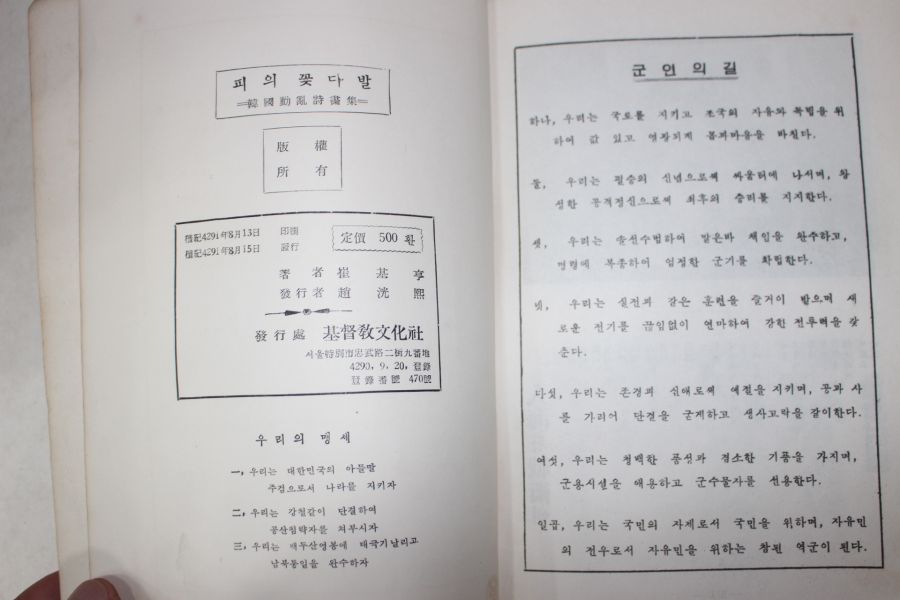 피의 꽃다발
=韓國動亂詩畵集=
版權
所有
檀紀4291年8月13日 印刷
檀紀4291年8月15日 發行
定價 500환
著者 崔基亨
發行者 趙洸熙
發行處 基督敎文化社
서울特別市忠武路二街九番地
4290, 9, 20, 登錄
登錄番號 470號
우리의 맹세
一, 우리는 대한민국의 아들딸
주검으로서 나라를 지키자
二, 우리는 강철같이 단결하여
공산침략자를 처부시자
三, 우리는 백두산영봉에 태극기날리고
남북통일을 완수하자
군인의길
하나, 우리는 국토를 지키고 조국의 자유와 독립을 위
하여 값 있고 영광되게 몸과마음을 바친다.
둘, 우리는 필승의 신념으로써 싸움터에 나서며, 왕
성한 공격정신으로써 최후의 승리를 지지한다.
셋, 우리는 솔선수범하여 맡은바 책임을 완수하고,
명령에 복종하여 엄정한 군기를 확립한다.
넷, 우리는 실전과 같은 훈련을 즐거이 받으며 새
로운 전기를 끊임없이 연마하여 강한 전투력을 갖
춘다.
다섯, 우리는 존경과 신애로써 예절을 지키며, 공과 사
를 가리어 단결을 굳게하고 생사고락을 같이한다.
여섯, 우리는 청백한 품성과 검소한 기풍을 가지며,
군용시설을 애용하고 군수물자를 선용한다.
일곱, 우리는 국민의 자제로서 국민을 위하며, 자유민
의 전우로서 자유민을 위하는 참된 역군이 된다.